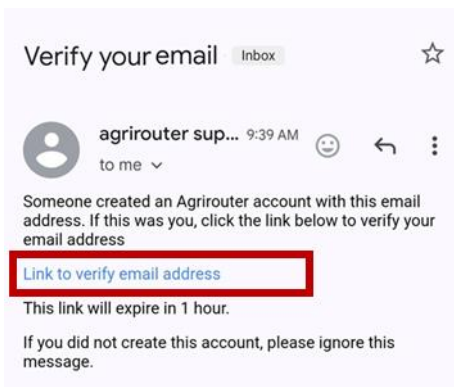 Verify your email Inbox
agrirouter sup... 9:39 AM
to me
Someone created an Agrirouter account with this email
address. If this was you, click the link below to verify your
email address
Link to verify email address
This link will expire in 1 hour.
If you did not create this account, please ignore this
message.